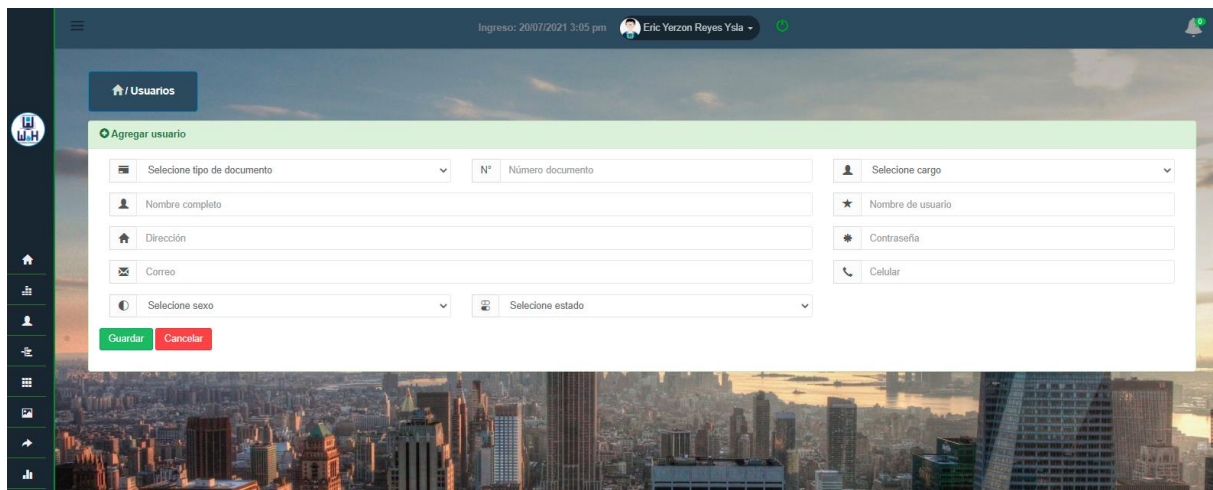 Ingreso: 20/07/2021 3:05 pm Eric Yerzon Reyes Ysla 0
/ Usuarios
W&H
Agregar usuario
Selecione tipo de documento N° Número documento Selecione cargo
Nombre completo Nombre de usuario
Dirección Contraseña
Correo Celular
Selecione sexo Selecione estado
Guardar Cancelar